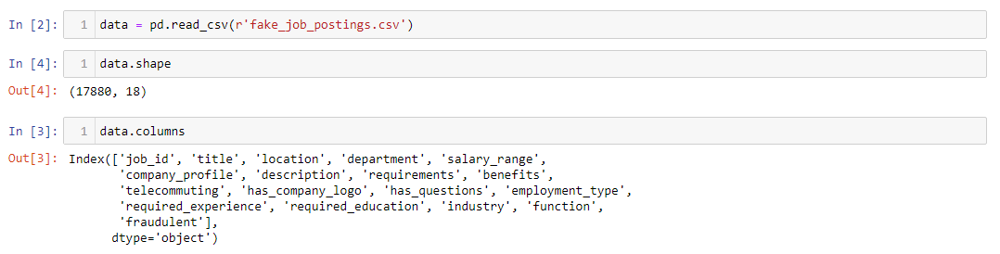 In [2]: 1 data = pd.read_csv(r'fake_job_postings.csv')
In [4]: 1 data.shape
Out[4]: (17880, 18)
In [3]: 1 data.columns
Out[3]: Index(['job_id', 'title', 'location', 'department', 'salary_range',
'company_profile', 'description', 'requirements', 'benefits',
'telecommuting', 'has_company_logo', 'has_questions', 'employment_type',
'required_experience', 'required_education', 'industry', 'function',
'fraudulent'],
dtype='object')